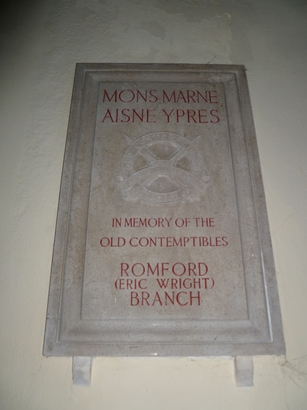 MONS MARNE
AISNE YPRES
IN MEMORY OF THE
OLD CONTEMPTIBLES
ROMFORD
(ERIC WRIGHT)
BRANCH